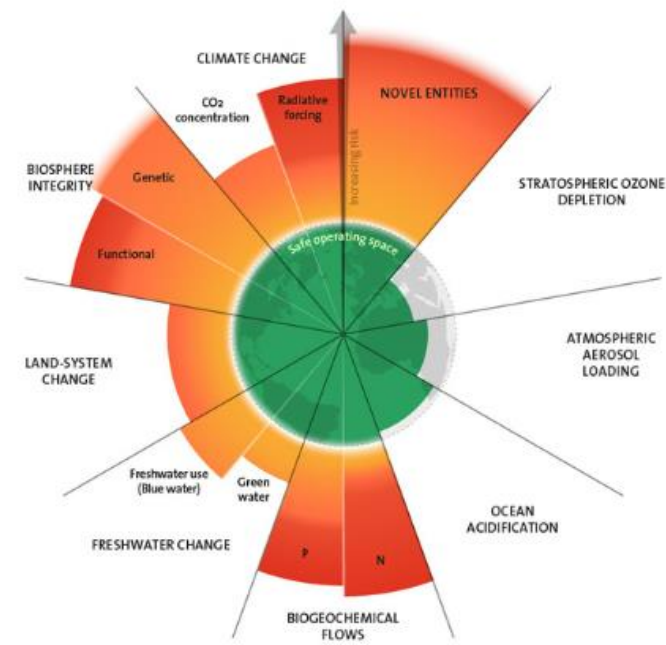 CLIMATE CHANGE
CO₂
concentration
Radiative
forcing
Increasing risk
NOVEL ENTITIES
STRATOSPHERIC OZONE
DEPLETION
BIOSPHERE
INTEGRITY
Genetic
Functional
Safe operating space
ATMOSPHERIC
AEROSOL
LOADING
LAND-SYSTEM
CHANGE
Freshwater use
(Blue water)
Green
water
FRESHWATER CHANGE
OCEAN
ACIDIFICATION
P
N
BIOGEOCHEMICAL
FLOWS